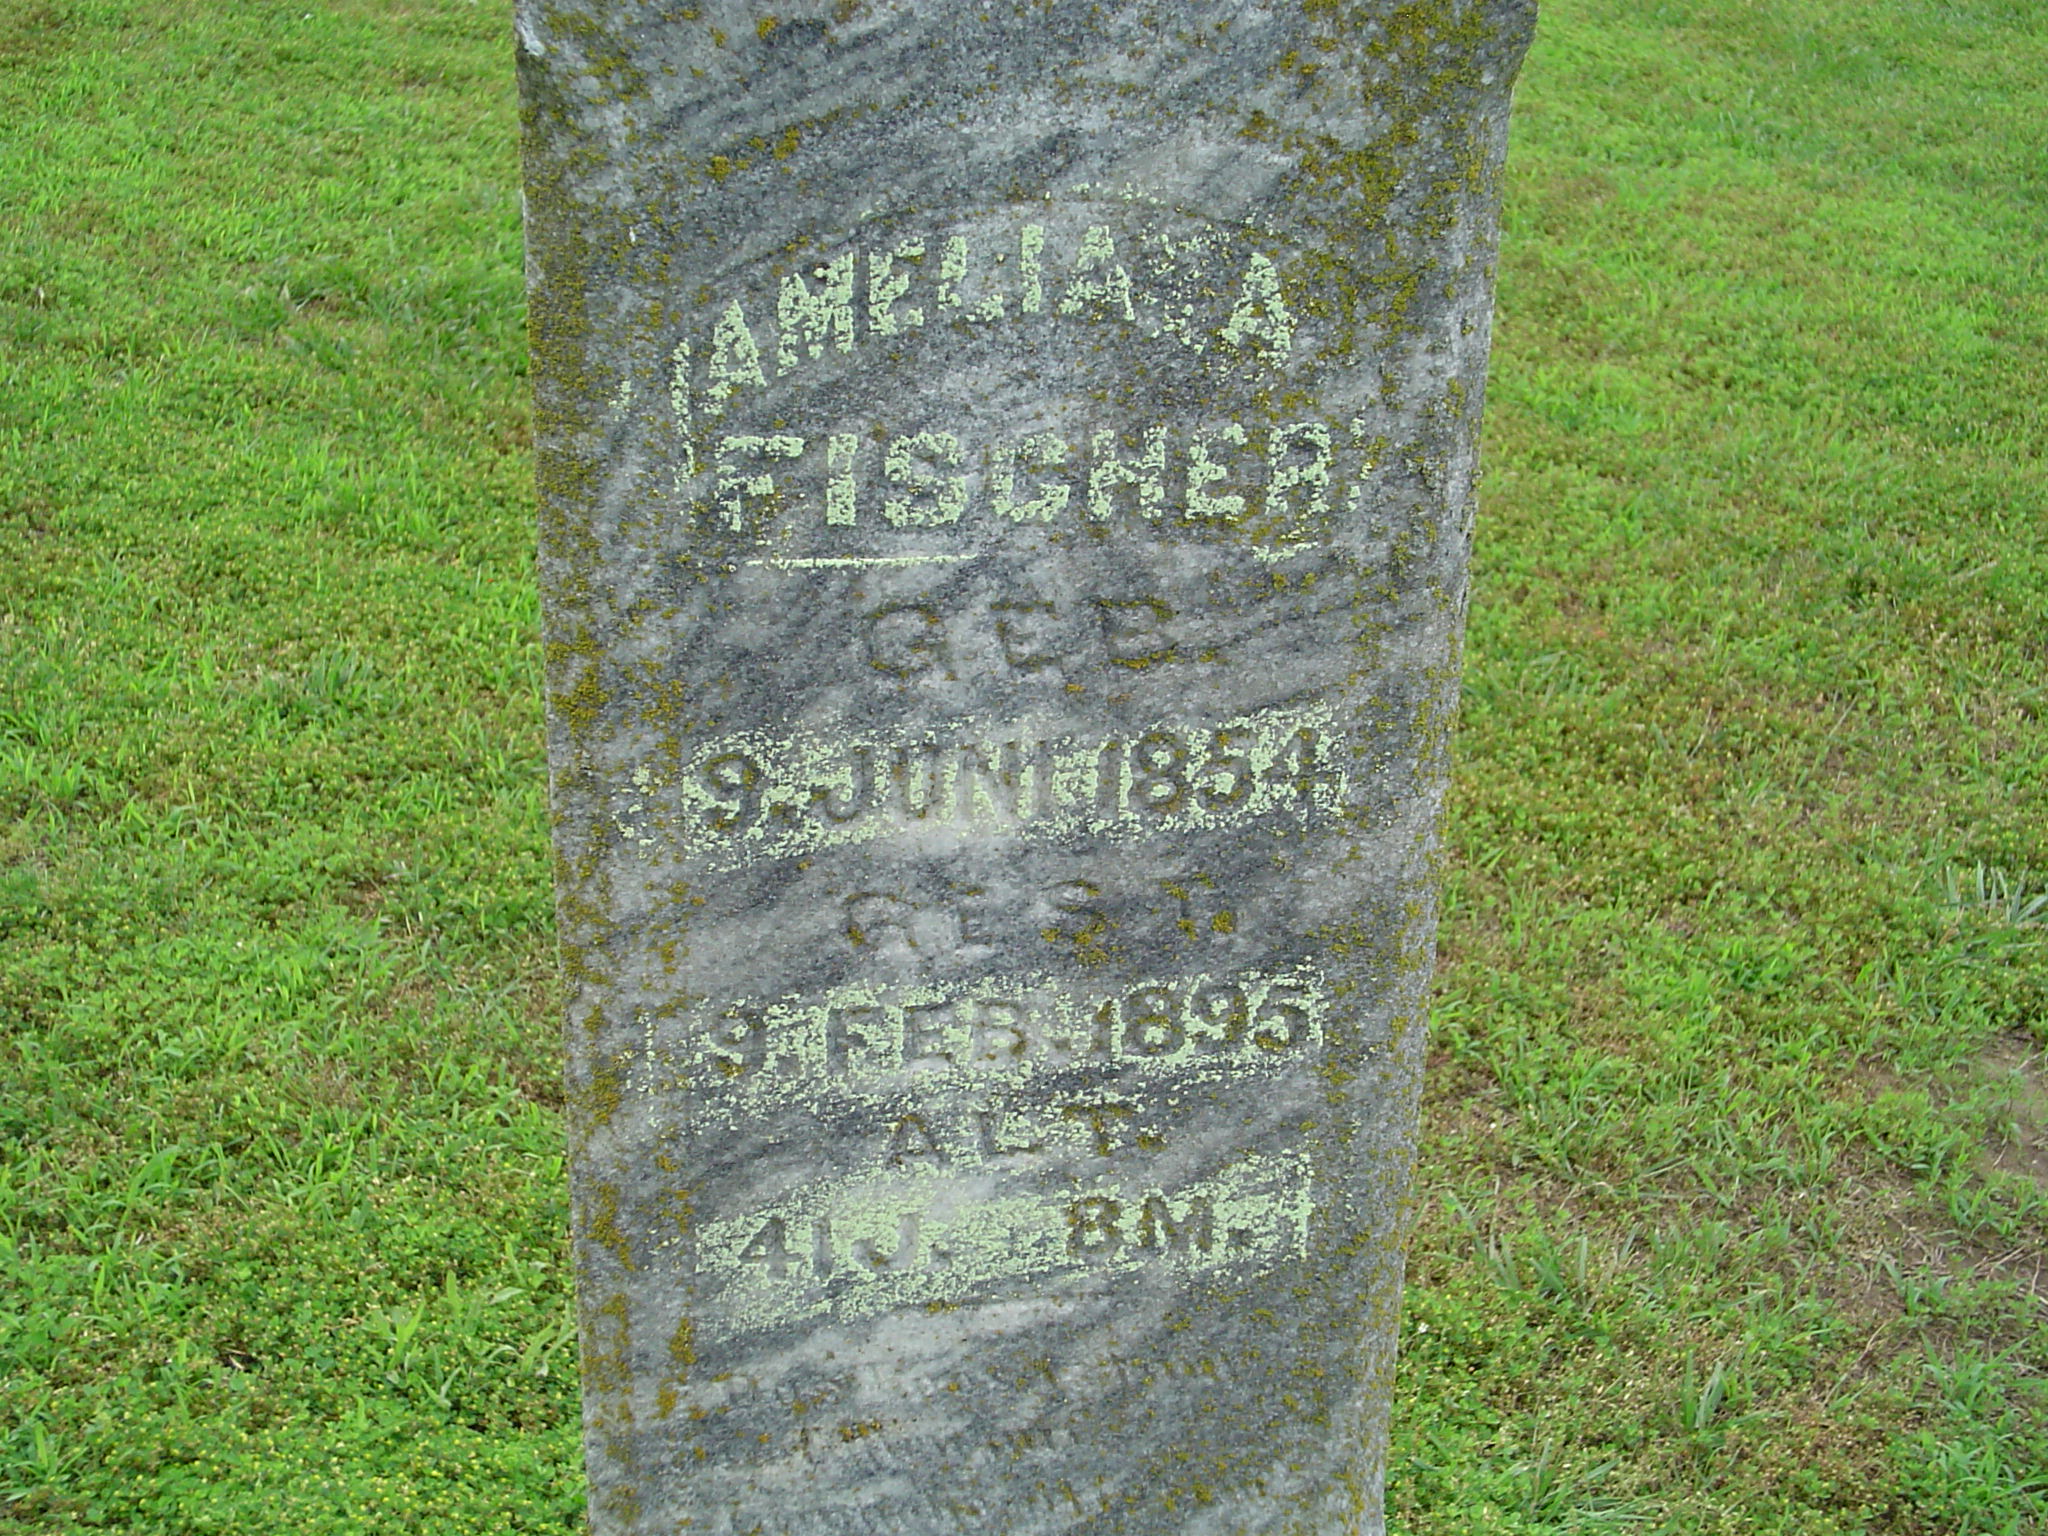 AMELIA A
FISCHER
GEB.
9. JUNI 1854,
GEST.
9. FEB. 1895
ALT.
41 J. 8 M.